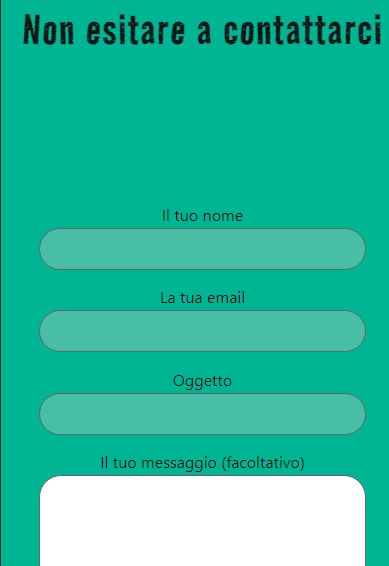 Non esitare a contattarci
Il tuo nome
La tua email
Oggetto
Il tuo messaggio (facoltativo)